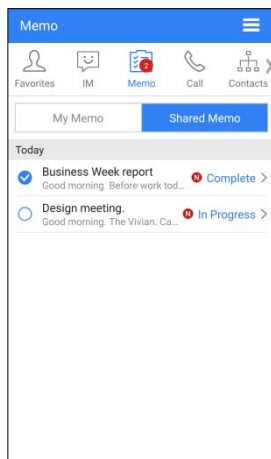 Memo
2
Favorites IM Memo Call Contacts
My Memo Shared Memo
Today
Business Week report
Good morning. Before work tod... N Complete >
Design meeting.
Good morning. The Vivian. Ca... N In Progress >